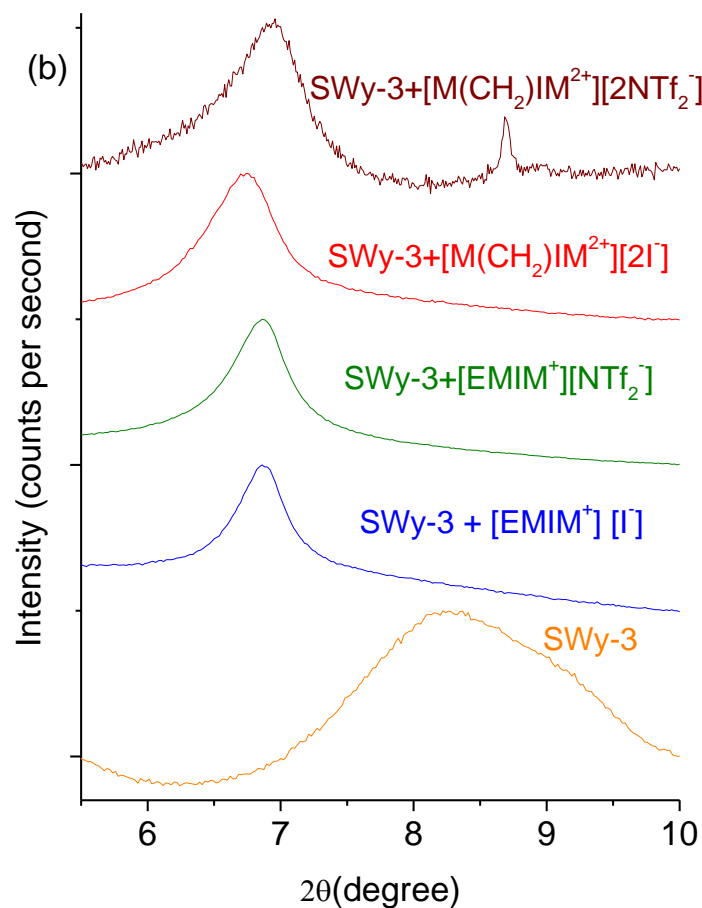 (b)
SWy-3+[M(CH₂)IM²⁺][2NTf₂⁻]
SWy-3+[M(CH₂)IM²⁺][2I⁻]
SWy-3+[EMIM⁺][NTf₂⁻]
SWy-3 + [EMIM⁺] [I⁻]
SWy-3
Intensity (counts per second)
6 7 8 9 10
2θ(degree)